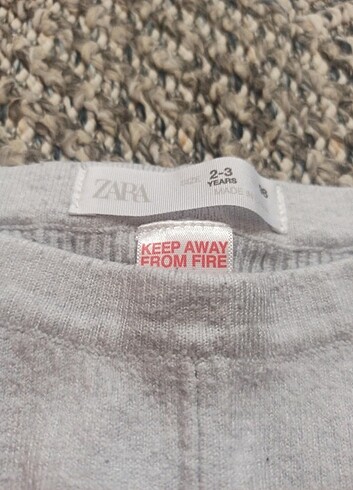 ZARA
SIZE
2-3
YEARS
MADE IN
KEEP AWAY
FROM FIRE